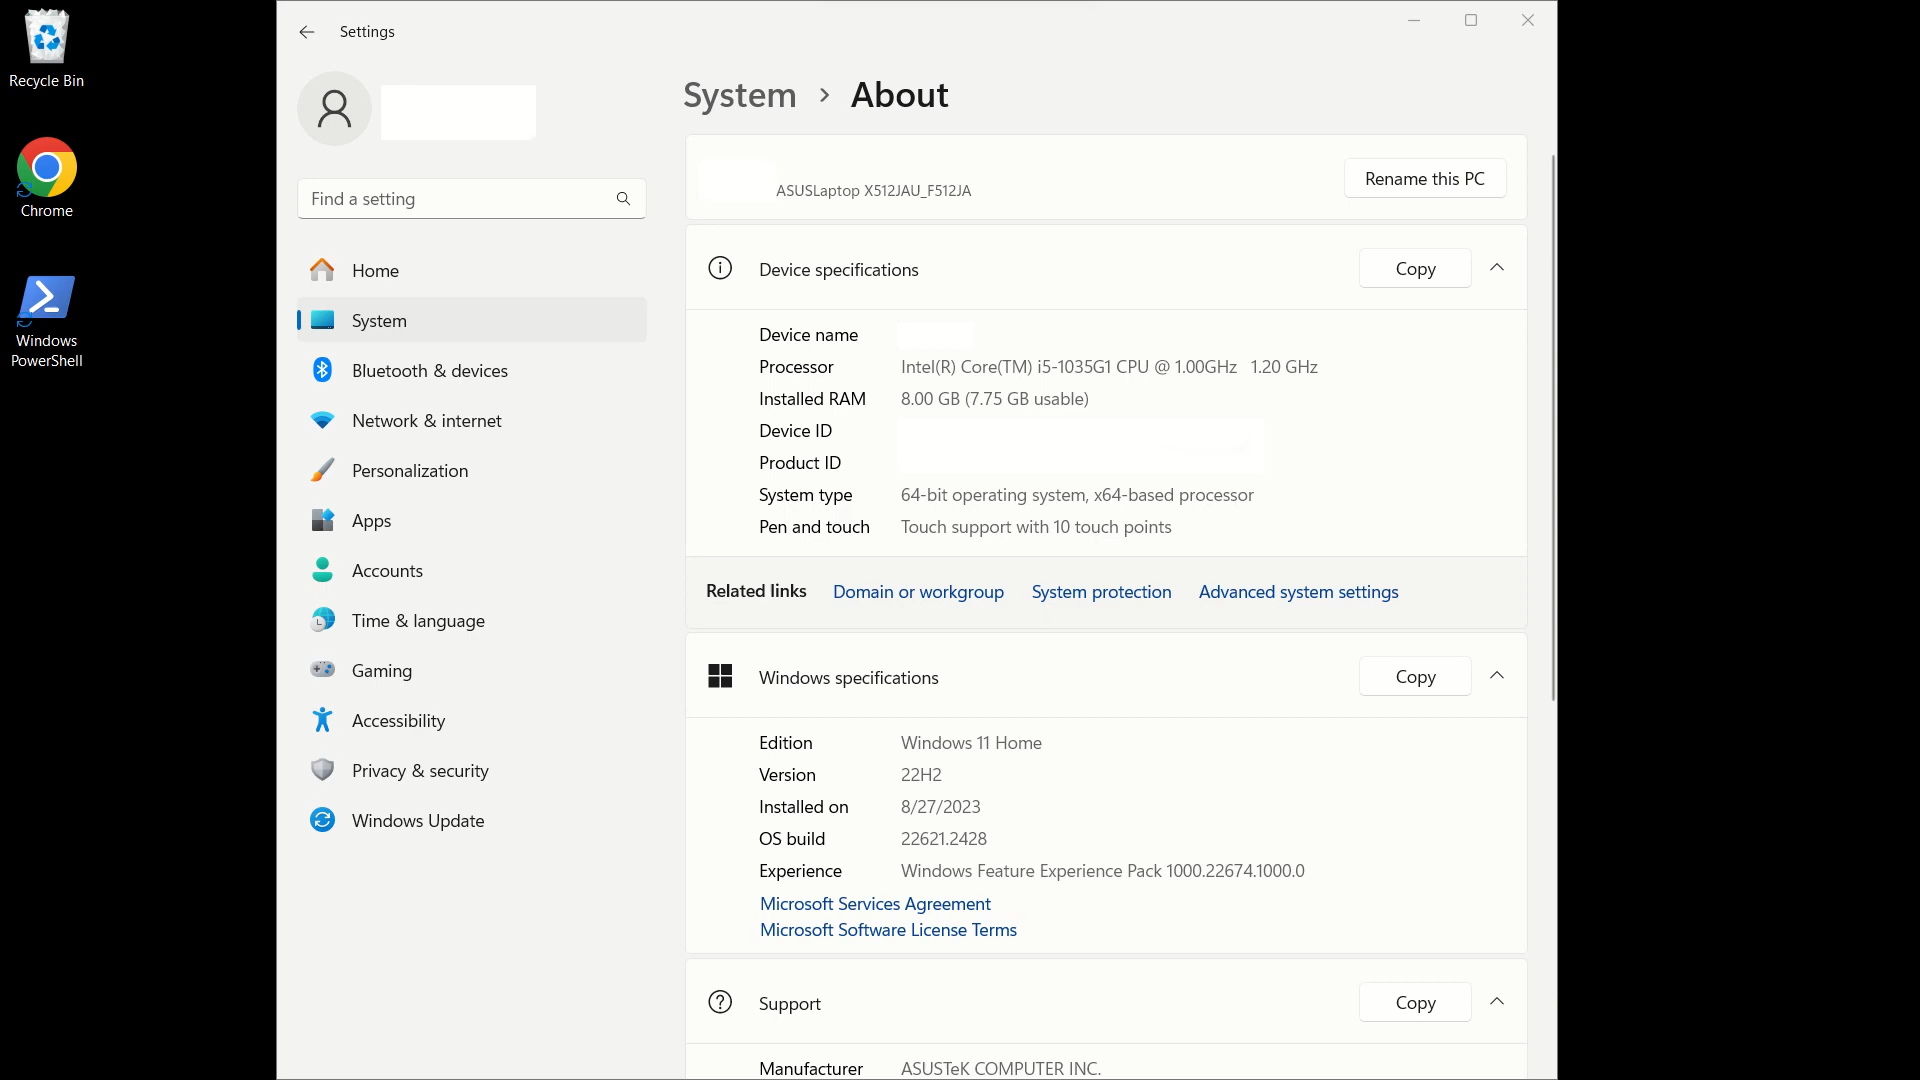 Recycle Bin
Chrome
Windows
PowerShell
Settings
Find a setting
Home
System
Bluetooth & devices
Network & internet
Personalization
Apps
Accounts
Time & language
Gaming
Accessibility
Privacy & security
Windows Update
System > About
ASUSLaptop X512JAU_F512JA
Rename this PC
Device specifications
Copy
Device name
Processor Intel(R) Core(TM) i5-1035G1 CPU @ 1.00GHz 1.20 GHz
Installed RAM 8.00 GB (7.75 GB usable)
Device ID
Product ID
System type 64-bit operating system, x64-based processor
Pen and touch Touch support with 10 touch points
Related links Domain or workgroup System protection Advanced system settings
Windows specifications
Copy
Edition Windows 11 Home
Version 22H2
Installed on 8/27/2023
OS build 22621.2428
Experience Windows Feature Experience Pack 1000.22674.1000.0
Microsoft Services Agreement
Microsoft Software License Terms
Support
Copy
Manufacturer ASUSTeK COMPUTER INC.